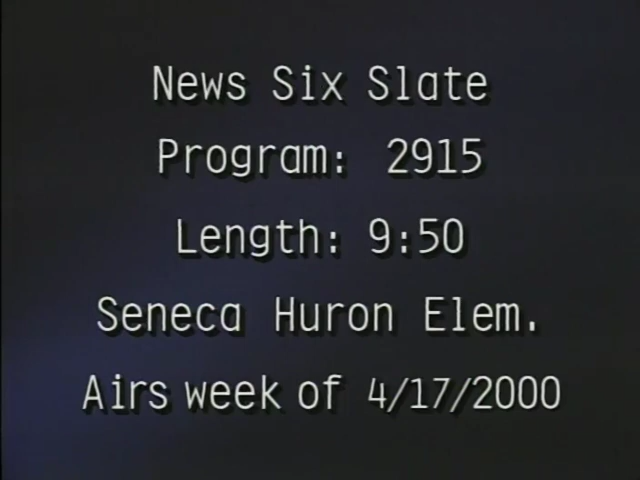 News Six Slate
Program: 2915
Length: 9:50
Seneca Huron Elem.
Airs week of 4/17/2000